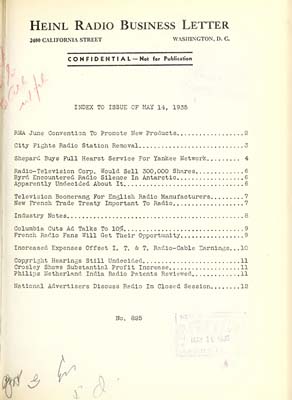 HEINL RADIO BUSINESS LETTER
2400 CALIFORNIA STREET WASHINGTON, D. C.
CONFIDENTIAL — Not for Publication
INDEX TO ISSUE OF MAY 14, 1935
RMA June Convention To Promote New Products.................2
City Fights Radio Station Removal...........................3
Shepard Buys Full Hearst Service For Yankee Network........ 4
Radio-Television Corp. Would Sell 300,000 Shares............6
Byrd Encountered Radio Silence In Antarctic.................6
Apparently Undecided About It...............................6
Television Boomerang For English Radio Manufacturers........7
New French Trade Treaty Important To Radio..................7
Industry Notes..............................................8
Columbia Cuts Ad Talks To 10%...............................9
French Radio Fans Will Get Their Opportunity................9
Increased Expenses Offset I. T. & T. Radio-Cable Earnings...10
Copyright Hearings Still Undecided..........................11
Crosley Shows Substantial Profit Increase...................11
Philips Netherland India Radio Patents Reviewed.............11
National Advertisers Discuss Radio In Closed Session........12
No. 825